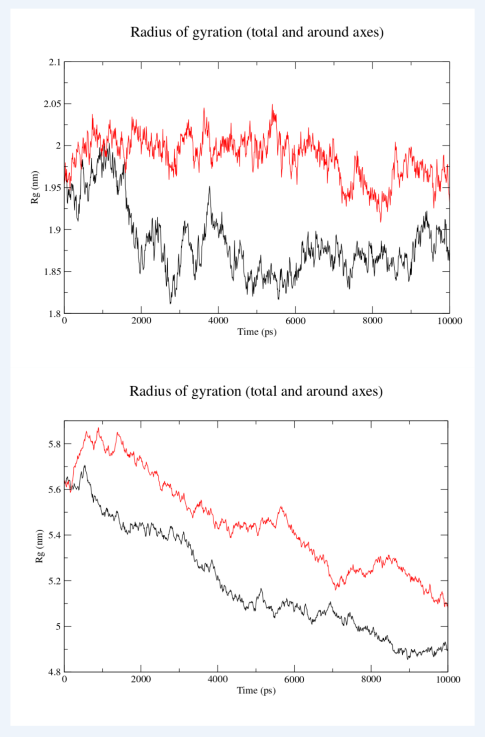 Radius of gyration (total and around axes)
2.1
2.05
2
1.95
1.9
1.85
1.8
Rg (nm)
0 2000 4000 6000 8000 10000
Time (ps)
Radius of gyration (total and around axes)
5.8
5.6
5.4
5.2
5
4.8
Rg (nm)
0 2000 4000 6000 8000 10000
Time (ps)